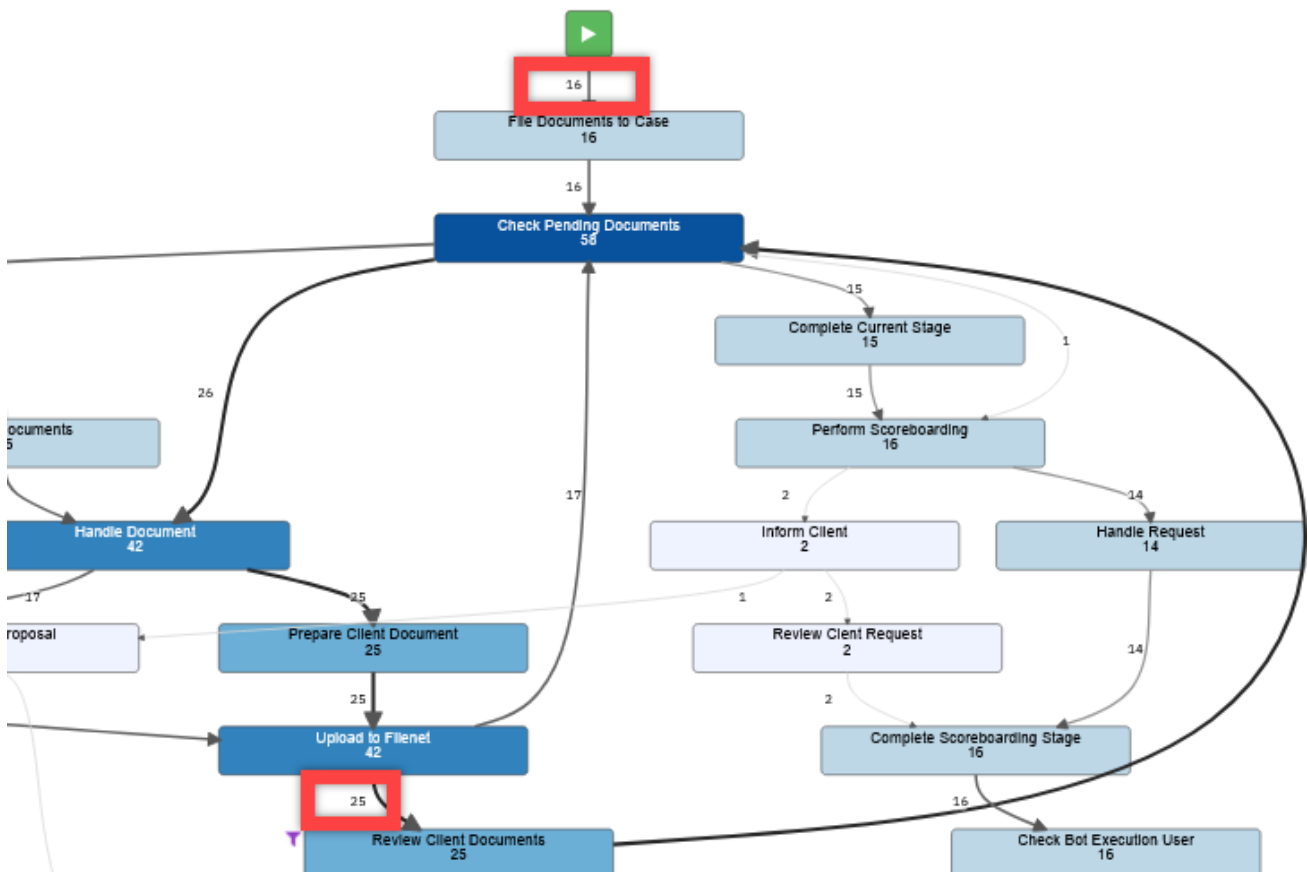 16
File Documents to Case
16
16
Check Pending Documents
58
15
Complete Current Stage
15
1
26
15
ocuments
5
Perform Scoreboarding
16
17
2
14
Handle Document
42
Inform Client
2
Handle Request
14
17
25
1
2
roposal
Prepare Client Document
25
Review Cient Request
2
14
25
2
Upload to Filenet
42
Complete Scoreboarding Stage
16
25
16
Review Client Documents
25
Check Bot Execution User
16